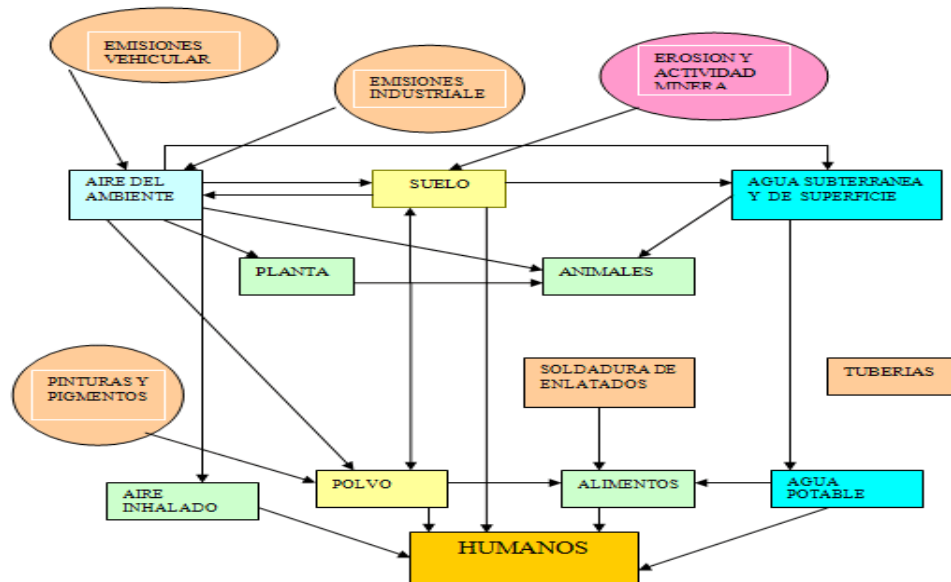 EMISIONES
VEHICULAR
EMISIONES
INDUSTRIALE
EROSION Y
ACTIVIDAD
MINERA
AIRE DEL
AMBIENTE
SUELO
AGUA SUBTERRANEA
Y DE SUPERFICIE
PLANTA
ANIMALES
PINTURAS Y
PIGMENTOS
SOLDADURA DE
ENLATADOS
TUBERIAS
AIRE
INHALADO
POLVO
ALIMENTOS
AGUA
POTABLE
HUMANOS